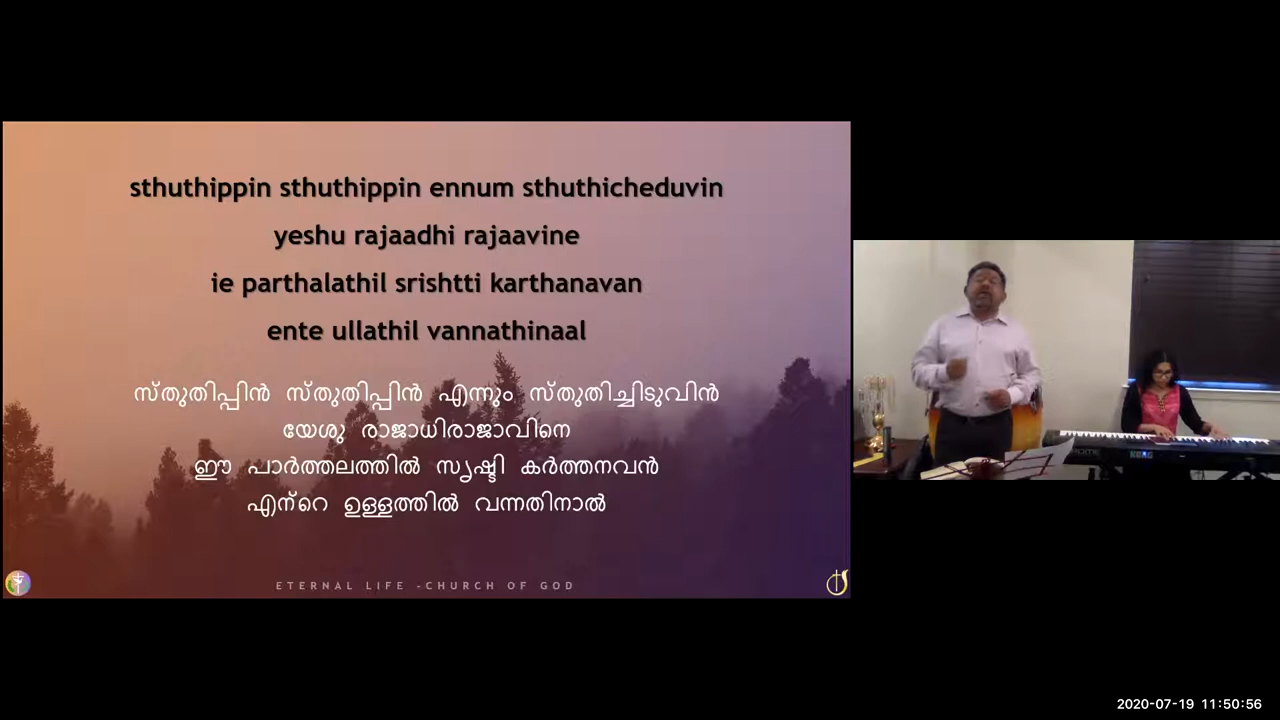 sthuthippin sthuthippin ennum sthuthicheduvin
yeshu rajaadhi rajaavine
ie parthalathil srishtti karthanavan
ente ullathil vannathinaal
സ്തുതിപ്പിൻ സ്തുതിപ്പിൻ എന്നും സ്തുതിച്ചിടുവിൻ
യേശു രാജാധിരാജാവിനെ
ഈ പാർത്തലത്തിൽ സൃഷ്ടി കർത്തനവൻ
എന്റെ ഉള്ളത്തിൽ വന്നതിനാൽ
ETERNAL LIFE -CHURCH OF GOD
2020-07-19 11:50:56